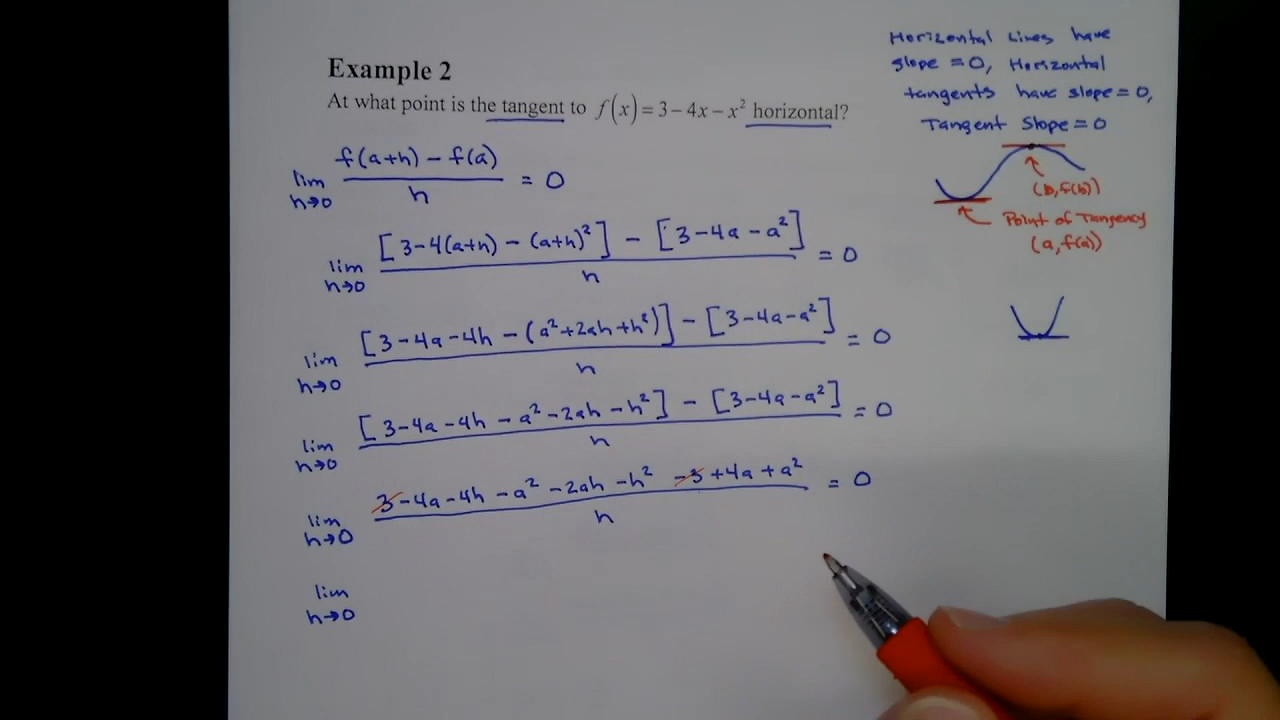 Example 2
At what point is the tangent to f(x) = 3 – 4x – x² horizontal?
lim h→0 f(a+h) – f(a) / h = 0
lim h→0 [3–4(a+h) – (a+h)²] – [3–4a – a²] / h = 0
lim h→0 [3–4a–4h – (a²+2ah+h²)] – [3–4a–a²] / h = 0
lim h→0 [3–4a–4h – a²–2ah–h²] – [3–4a–a²] / h = 0
lim h→0 3–4a–4h – a² –2ah –h² –3 +4a + a² / h = 0
lim h→0
Horizontal Lines have
slope = 0, Horizontal
tangents have slope = 0,
Tangent Slope = 0
(b, f(b))
Point of Tangency
(a, f(a))